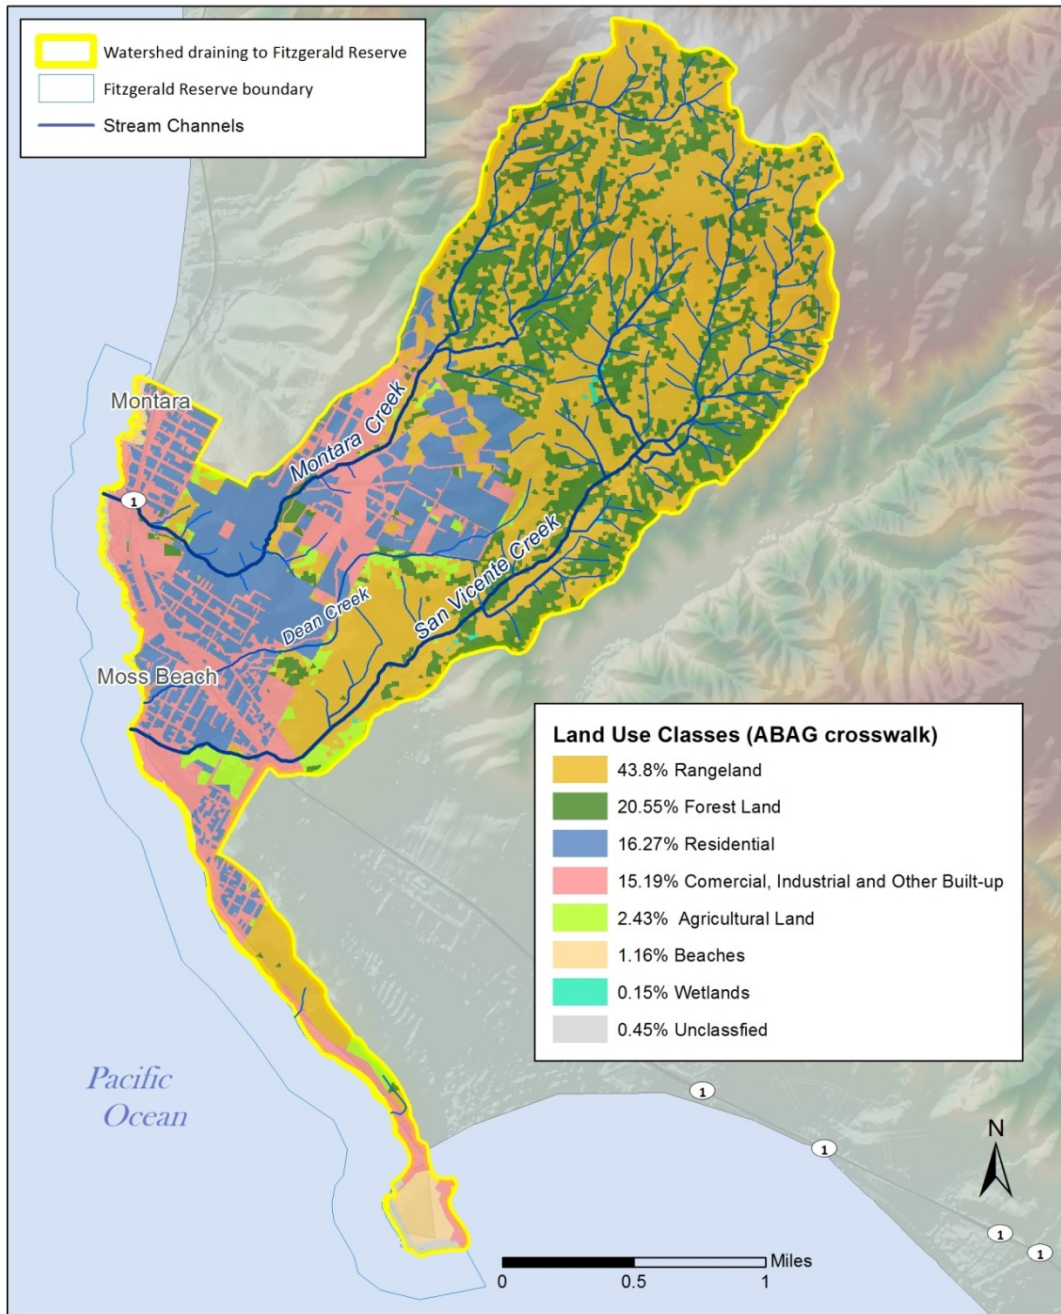 Watershed draining to Fitzgerald Reserve
Fitzgerald Reserve boundary
Stream Channels
Montara
Montara Creek
1
San Vicente Creek
Dean Creek
Moss Beach
Land Use Classes (ABAG crosswalk)
43.8% Rangeland
20.55% Forest Land
16.27% Residential
15.19% Comercial, Industrial and Other Built-up
2.43% Agricultural Land
1.16% Beaches
0.15% Wetlands
0.45% Unclassfied
Pacific
Ocean
1
1
N
1
1
Miles
0 0.5 1